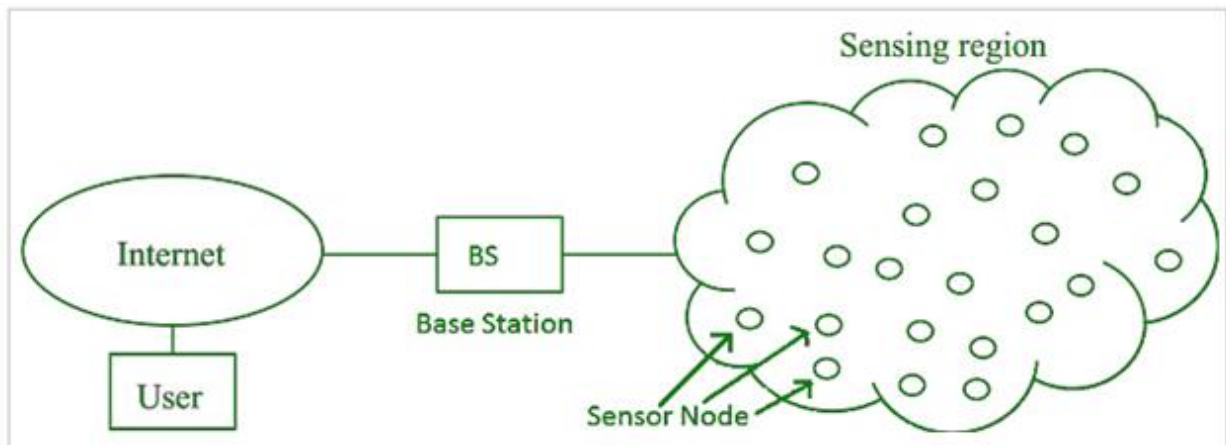 Sensing region
Internet
BS
Base Station
User
Sensor Node